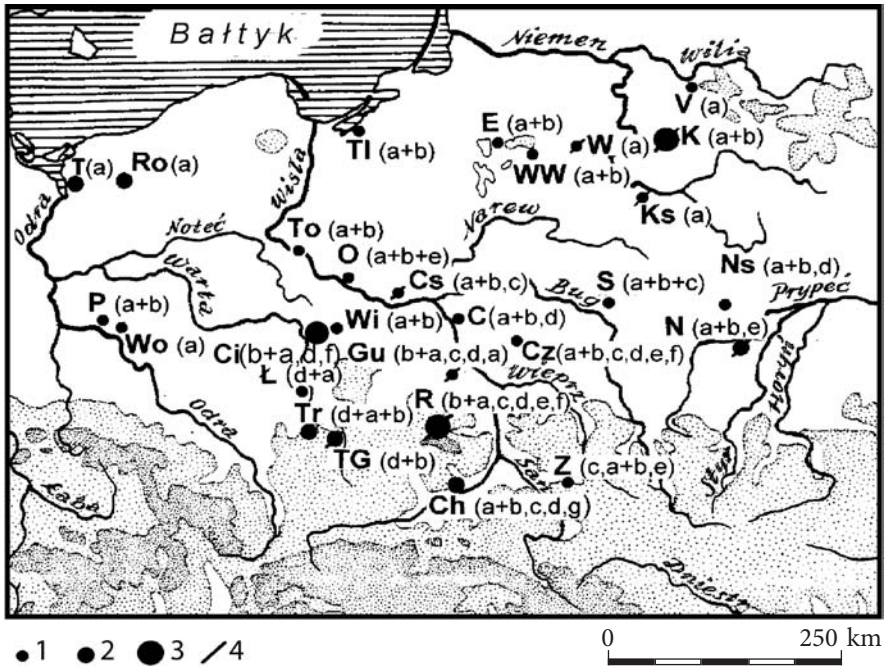 Bałtyk
Niemen
Wilia
V (a)
K (a+b)
E (a+b)
W (a)
WW (a+b)
Tl (a+b)
T (a)
Ro (a)
Wisła
Ks (a)
Narew
Odra
Noteć
To (a+b)
O (a+b+e)
Cs (a+b,c)
Warta
S (a+b+c)
Ns (a+b,d)
Bug
Prypeć
P (a+b)
Wo (a)
Wi (a+b)
C (a+b,d)
N (a+b,e)
Ci (b+a,d,f)
Gu (b+a,c,d,a)
Cz (a+b,c,d,e,f)
Ł (d+a)
Wieprz
Horyń
Tr (d+a+b)
R (b+a,c,d,e,f)
Odra
TG (d+b)
San
Z (c,a+b,e)
Styr
Łaba
Ch (a+b,c,d,g)
Dniestr
1 2 3 4
0 250 km